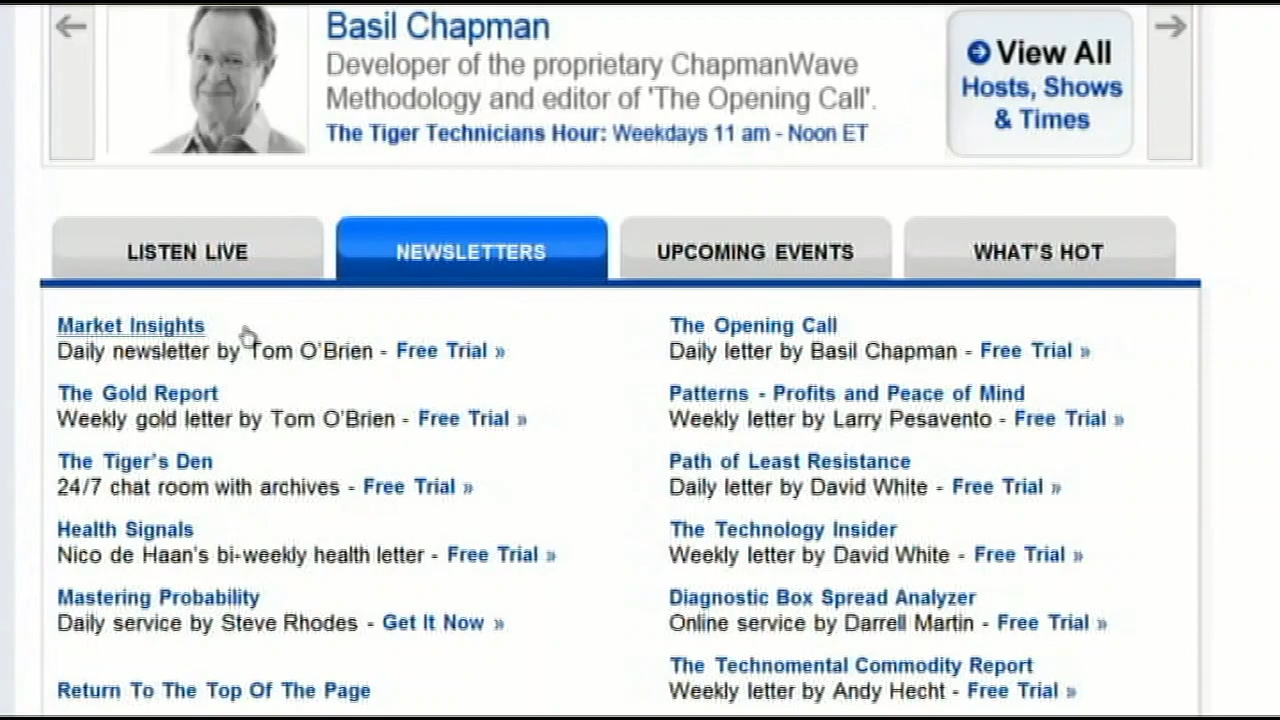 Basil Chapman
Developer of the proprietary ChapmanWave
Methodology and editor of 'The Opening Call'.
The Tiger Technicians Hour: Weekdays 11 am - Noon ET
View All
Hosts, Shows
& Times
LISTEN LIVE
NEWSLETTERS
UPCOMING EVENTS
WHAT'S HOT
Market Insights
Daily newsletter by Tom O'Brien - Free Trial »
The Gold Report
Weekly gold letter by Tom O'Brien - Free Trial »
The Tiger's Den
24/7 chat room with archives - Free Trial »
Health Signals
Nico de Haan's bi-weekly health letter - Free Trial »
Mastering Probability
Daily service by Steve Rhodes - Get It Now »
Return To The Top Of The Page
The Opening Call
Daily letter by Basil Chapman - Free Trial »
Patterns - Profits and Peace of Mind
Weekly letter by Larry Pesavento - Free Trial »
Path of Least Resistance
Daily letter by David White - Free Trial »
The Technology Insider
Weekly letter by David White - Free Trial »
Diagnostic Box Spread Analyzer
Online service by Darrell Martin - Free Trial »
The Technomental Commodity Report
Weekly letter by Andy Hecht - Free Trial »